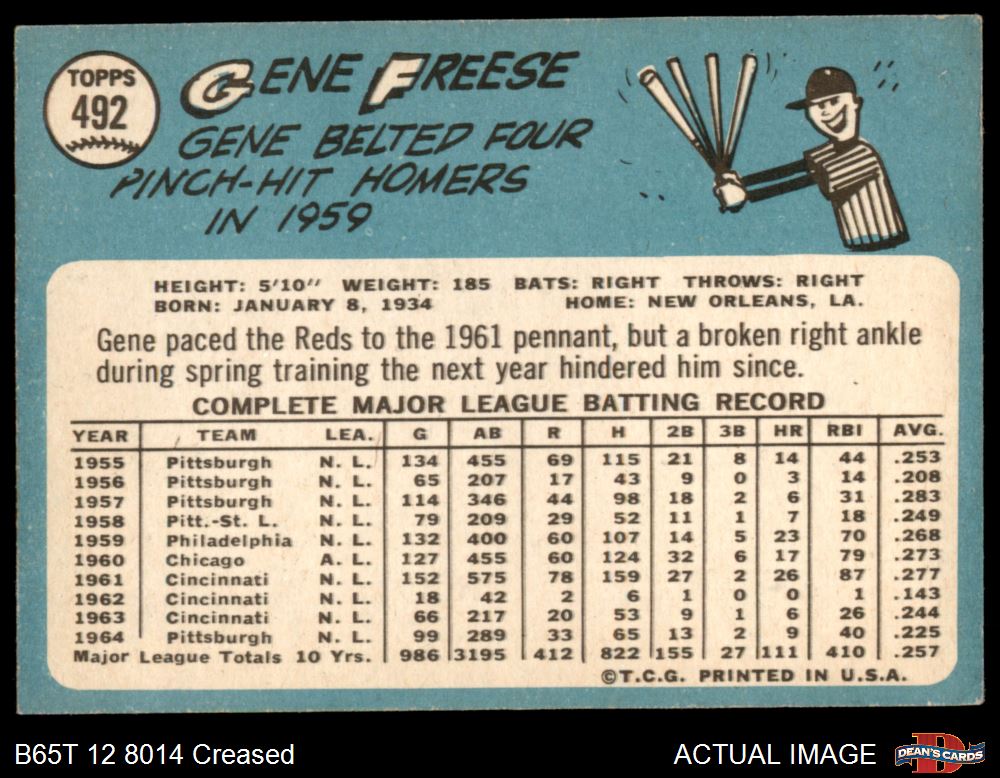 TOPPS
492
GENE FREESE
GENE BELTED FOUR
PINCH-HIT HOMERS
IN 1959
HEIGHT: 5'10" WEIGHT: 185 BATS: RIGHT THROWS: RIGHT
BORN: JANUARY 8, 1934 HOME: NEW ORLEANS, LA.
Gene paced the Reds to the 1961 pennant, but a broken right ankle
during spring training the next year hindered him since.
COMPLETE MAJOR LEAGUE BATTING RECORD
YEAR TEAM LEA. G AB R H 2B 3B HR RBI AVG.
1955 Pittsburgh N. L. 134 455 69 115 21 8 14 44 .253
1956 Pittsburgh N. L. 65 207 17 43 9 0 3 14 .208
1957 Pittsburgh N. L. 114 346 44 98 18 2 6 31 .283
1958 Pitt.-St. L. N. L. 79 209 29 52 11 1 7 18 .249
1959 Philadelphia N. L. 132 400 60 107 14 5 23 70 .268
1960 Chicago A. L. 127 455 60 124 32 6 17 79 .273
1961 Cincinnati N. L. 152 575 78 159 27 2 26 87 .277
1962 Cincinnati N. L. 18 42 2 6 1 0 0 1 .143
1963 Cincinnati N. L. 66 217 20 53 9 1 6 26 .244
1964 Pittsburgh N. L. 99 289 33 65 13 2 9 40 .225
Major League Totals 10 Yrs. 986 3195 412 822 155 27 111 410 .257
©T.C.G. PRINTED IN U.S.A.
B65T 12 8014 Creased
ACTUAL IMAGE
DEAN'S CARDS